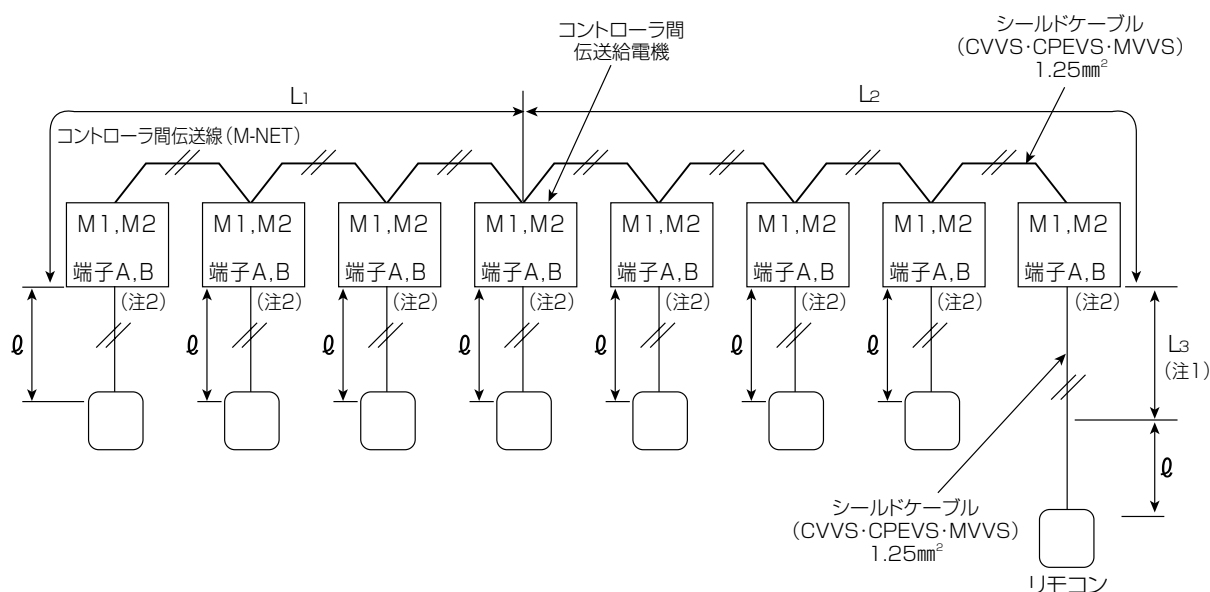 コントローラ間
伝送給電機
シールドケーブル
(CVVS·CPEVS·MVVS)
1.25mm²
L1
L2
コントローラ間伝送線(M-NET)
M1,M2
端子A,B
M1,M2
端子A,B
M1,M2
端子A,B
M1,M2
端子A,B
M1,M2
端子A,B
M1,M2
端子A,B
M1,M2
端子A,B
M1,M2
端子A,B
(注2)
(注2)
(注2)
(注2)
(注2)
(注2)
(注2)
(注2)
ℓ
ℓ
ℓ
ℓ
ℓ
ℓ
ℓ
L3
(注1)
ℓ
シールドケーブル
(CVVS·CPEVS·MVVS)
1.25mm²
リモコン